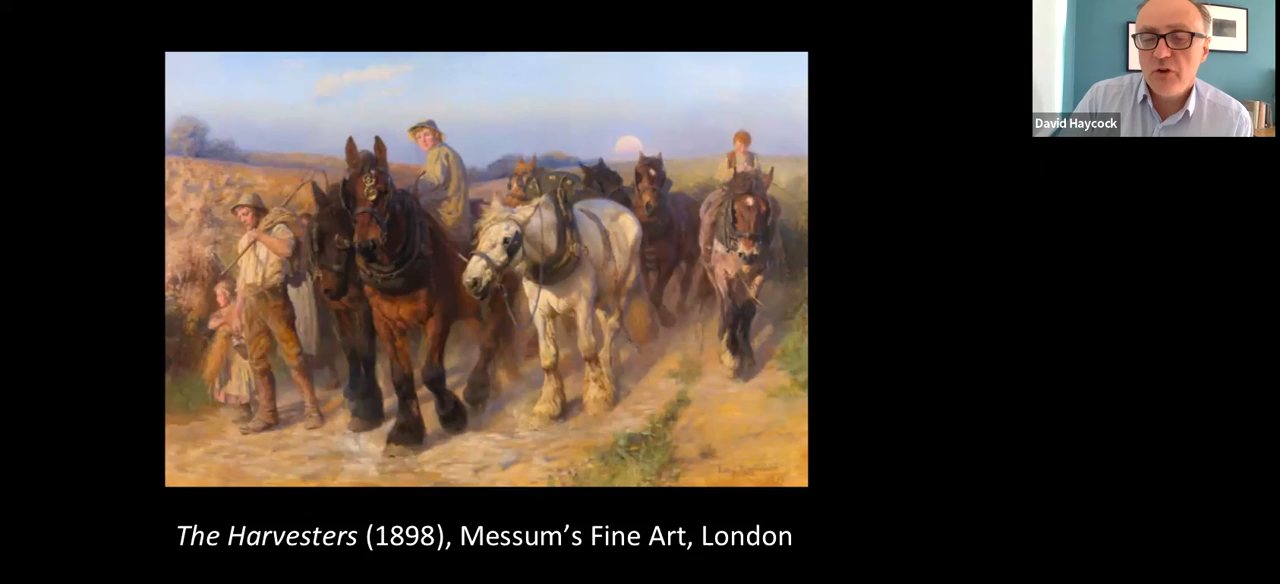 David Haycock
The Harvesters (1898), Messum’s Fine Art, London